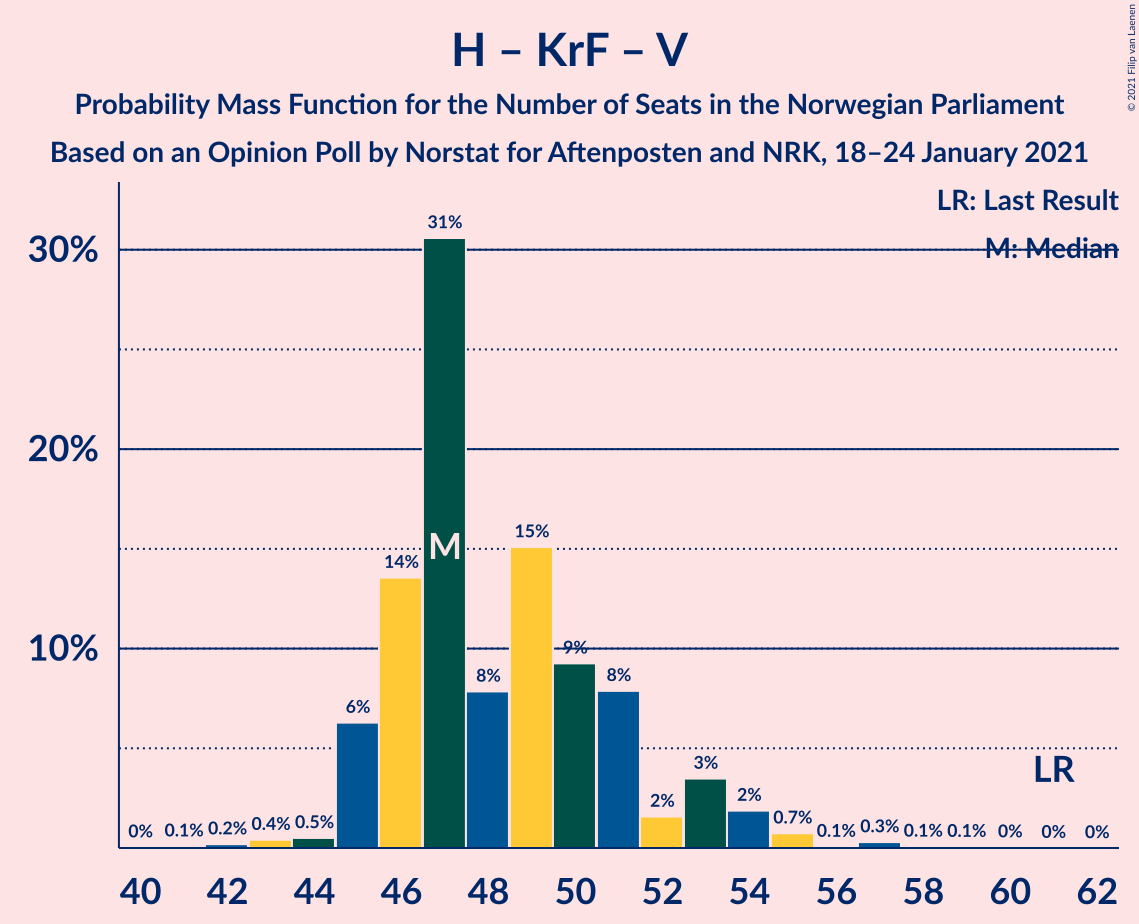 H – KrF – V
Probability Mass Function for the Number of Seats in the Norwegian Parliament
Based on an Opinion Poll by Norstat for Aftenposten and NRK, 18–24 January 2021
© 2021 Filip van Laenen
LR: Last Result
M: Median
30%
20%
10%
0% 0.1% 0.2% 0.4% 0.5% 6% 14% 31% 8% 15% 9% 8% 2% 3% 2% 0.7% 0.1% 0.3% 0.1% 0.1% 0% 0% 0%
M
LR
40 42 44 46 48 50 52 54 56 58 60 62